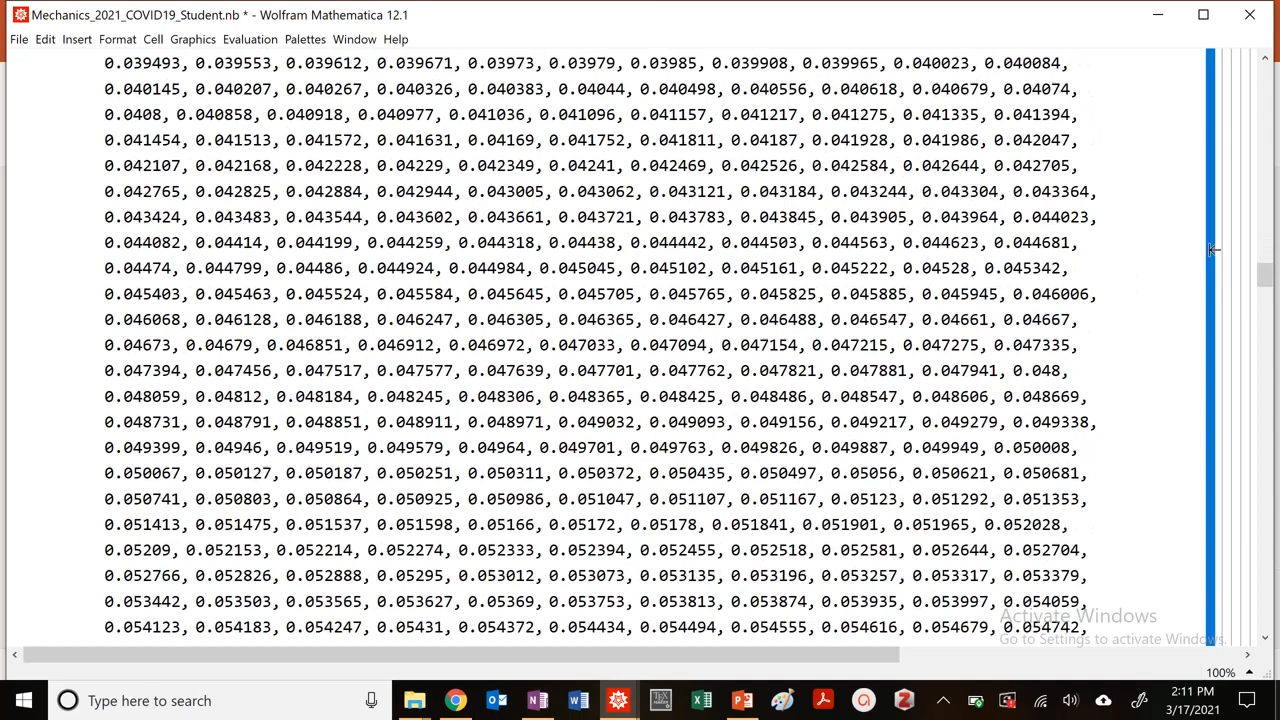 Mechanics_2021_COVID19_Student.nb * - Wolfram Mathematica 12.1
File Edit Insert Format Cell Graphics Evaluation Palettes Window Help
0.039493, 0.039553, 0.039612, 0.039671, 0.03973, 0.03979, 0.03985, 0.039908, 0.039965, 0.040023, 0.040084,
0.040145, 0.040207, 0.040267, 0.040326, 0.040383, 0.04044, 0.040498, 0.040556, 0.040618, 0.040679, 0.04074,
0.0408, 0.040858, 0.040918, 0.040977, 0.041036, 0.041096, 0.041157, 0.041217, 0.041275, 0.041335, 0.041394,
0.041454, 0.041513, 0.041572, 0.041631, 0.04169, 0.041752, 0.041811, 0.04187, 0.041928, 0.041986, 0.042047,
0.042107, 0.042168, 0.042228, 0.04229, 0.042349, 0.04241, 0.042469, 0.042526, 0.042584, 0.042644, 0.042705,
0.042765, 0.042825, 0.042884, 0.042944, 0.043005, 0.043062, 0.043121, 0.043184, 0.043244, 0.043304, 0.043364,
0.043424, 0.043483, 0.043544, 0.043602, 0.043661, 0.043721, 0.043783, 0.043845, 0.043905, 0.043964, 0.044023,
0.044082, 0.04414, 0.044199, 0.044259, 0.044318, 0.04438, 0.044442, 0.044503, 0.044563, 0.044623, 0.044681,
0.04474, 0.044799, 0.04486, 0.044924, 0.044984, 0.045045, 0.045102, 0.045161, 0.045222, 0.04528, 0.045342,
0.045403, 0.045463, 0.045524, 0.045584, 0.045645, 0.045705, 0.045765, 0.045825, 0.045885, 0.045945, 0.046006,
0.046068, 0.046128, 0.046188, 0.046247, 0.046305, 0.046365, 0.046427, 0.046488, 0.046547, 0.04661, 0.04667,
0.04673, 0.04679, 0.046851, 0.046912, 0.046972, 0.047033, 0.047094, 0.047154, 0.047215, 0.047275, 0.047335,
0.047394, 0.047456, 0.047517, 0.047577, 0.047639, 0.047701, 0.047762, 0.047821, 0.047881, 0.047941, 0.048,
0.048059, 0.04812, 0.048184, 0.048245, 0.048306, 0.048365, 0.048425, 0.048486, 0.048547, 0.048606, 0.048669,
0.048731, 0.048791, 0.048851, 0.048911, 0.048971, 0.049032, 0.049093, 0.049156, 0.049217, 0.049279, 0.049338,
0.049399, 0.04946, 0.049519, 0.049579, 0.04964, 0.049701, 0.049763, 0.049826, 0.049887, 0.049949, 0.050008,
0.050067, 0.050127, 0.050187, 0.050251, 0.050311, 0.050372, 0.050435, 0.050497, 0.05056, 0.050621, 0.050681,
0.050741, 0.050803, 0.050864, 0.050925, 0.050986, 0.051047, 0.051107, 0.051167, 0.05123, 0.051292, 0.051353,
0.051413, 0.051475, 0.051537, 0.051598, 0.05166, 0.05172, 0.05178, 0.051841, 0.051901, 0.051965, 0.052028,
0.05209, 0.052153, 0.052214, 0.052274, 0.052333, 0.052394, 0.052455, 0.052518, 0.052581, 0.052644, 0.052704,
0.052766, 0.052826, 0.052888, 0.05295, 0.053012, 0.053073, 0.053135, 0.053196, 0.053257, 0.053317, 0.053379,
0.053442, 0.053503, 0.053565, 0.053627, 0.05369, 0.053753, 0.053813, 0.053874, 0.053935, 0.053997, 0.054059,
0.054123, 0.054183, 0.054247, 0.05431, 0.054372, 0.054434, 0.054494, 0.054555, 0.054616, 0.054679, 0.054742,
Activate Windows
Go to Settings to activate Windows.
100%
Type here to search
2:11 PM
3/17/2021